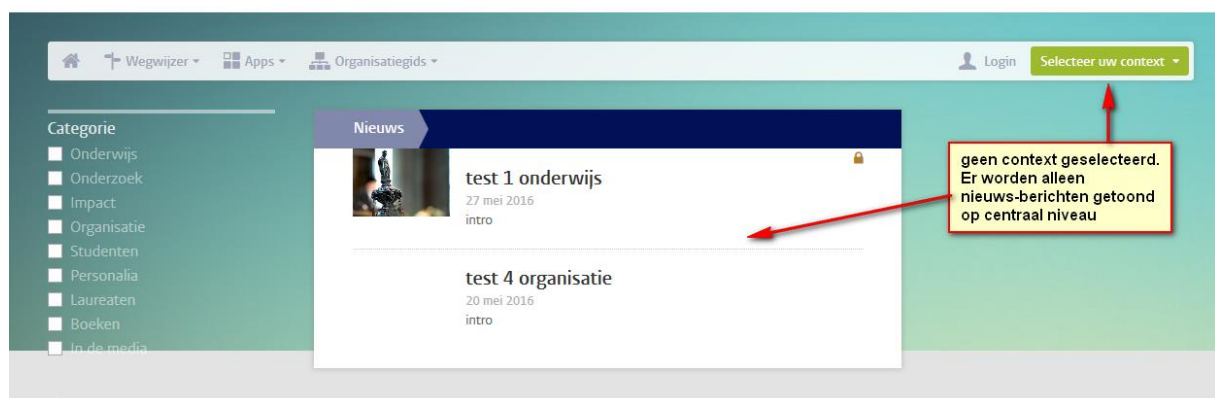 Wegwijzer Apps Organisatiegids Login Selecteer uw context
Categorie
Onderwijs
Onderzoek
Impact
Organisatie
Studenten
Personalia
Laureaten
Boeken
In de media
Nieuws
test 1 onderwijs
27 mei 2016
intro
test 4 organisatie
20 mei 2016
intro
geen context geselecteerd.
Er worden alleen
nieuws-berichten getoond
op centraal niveau